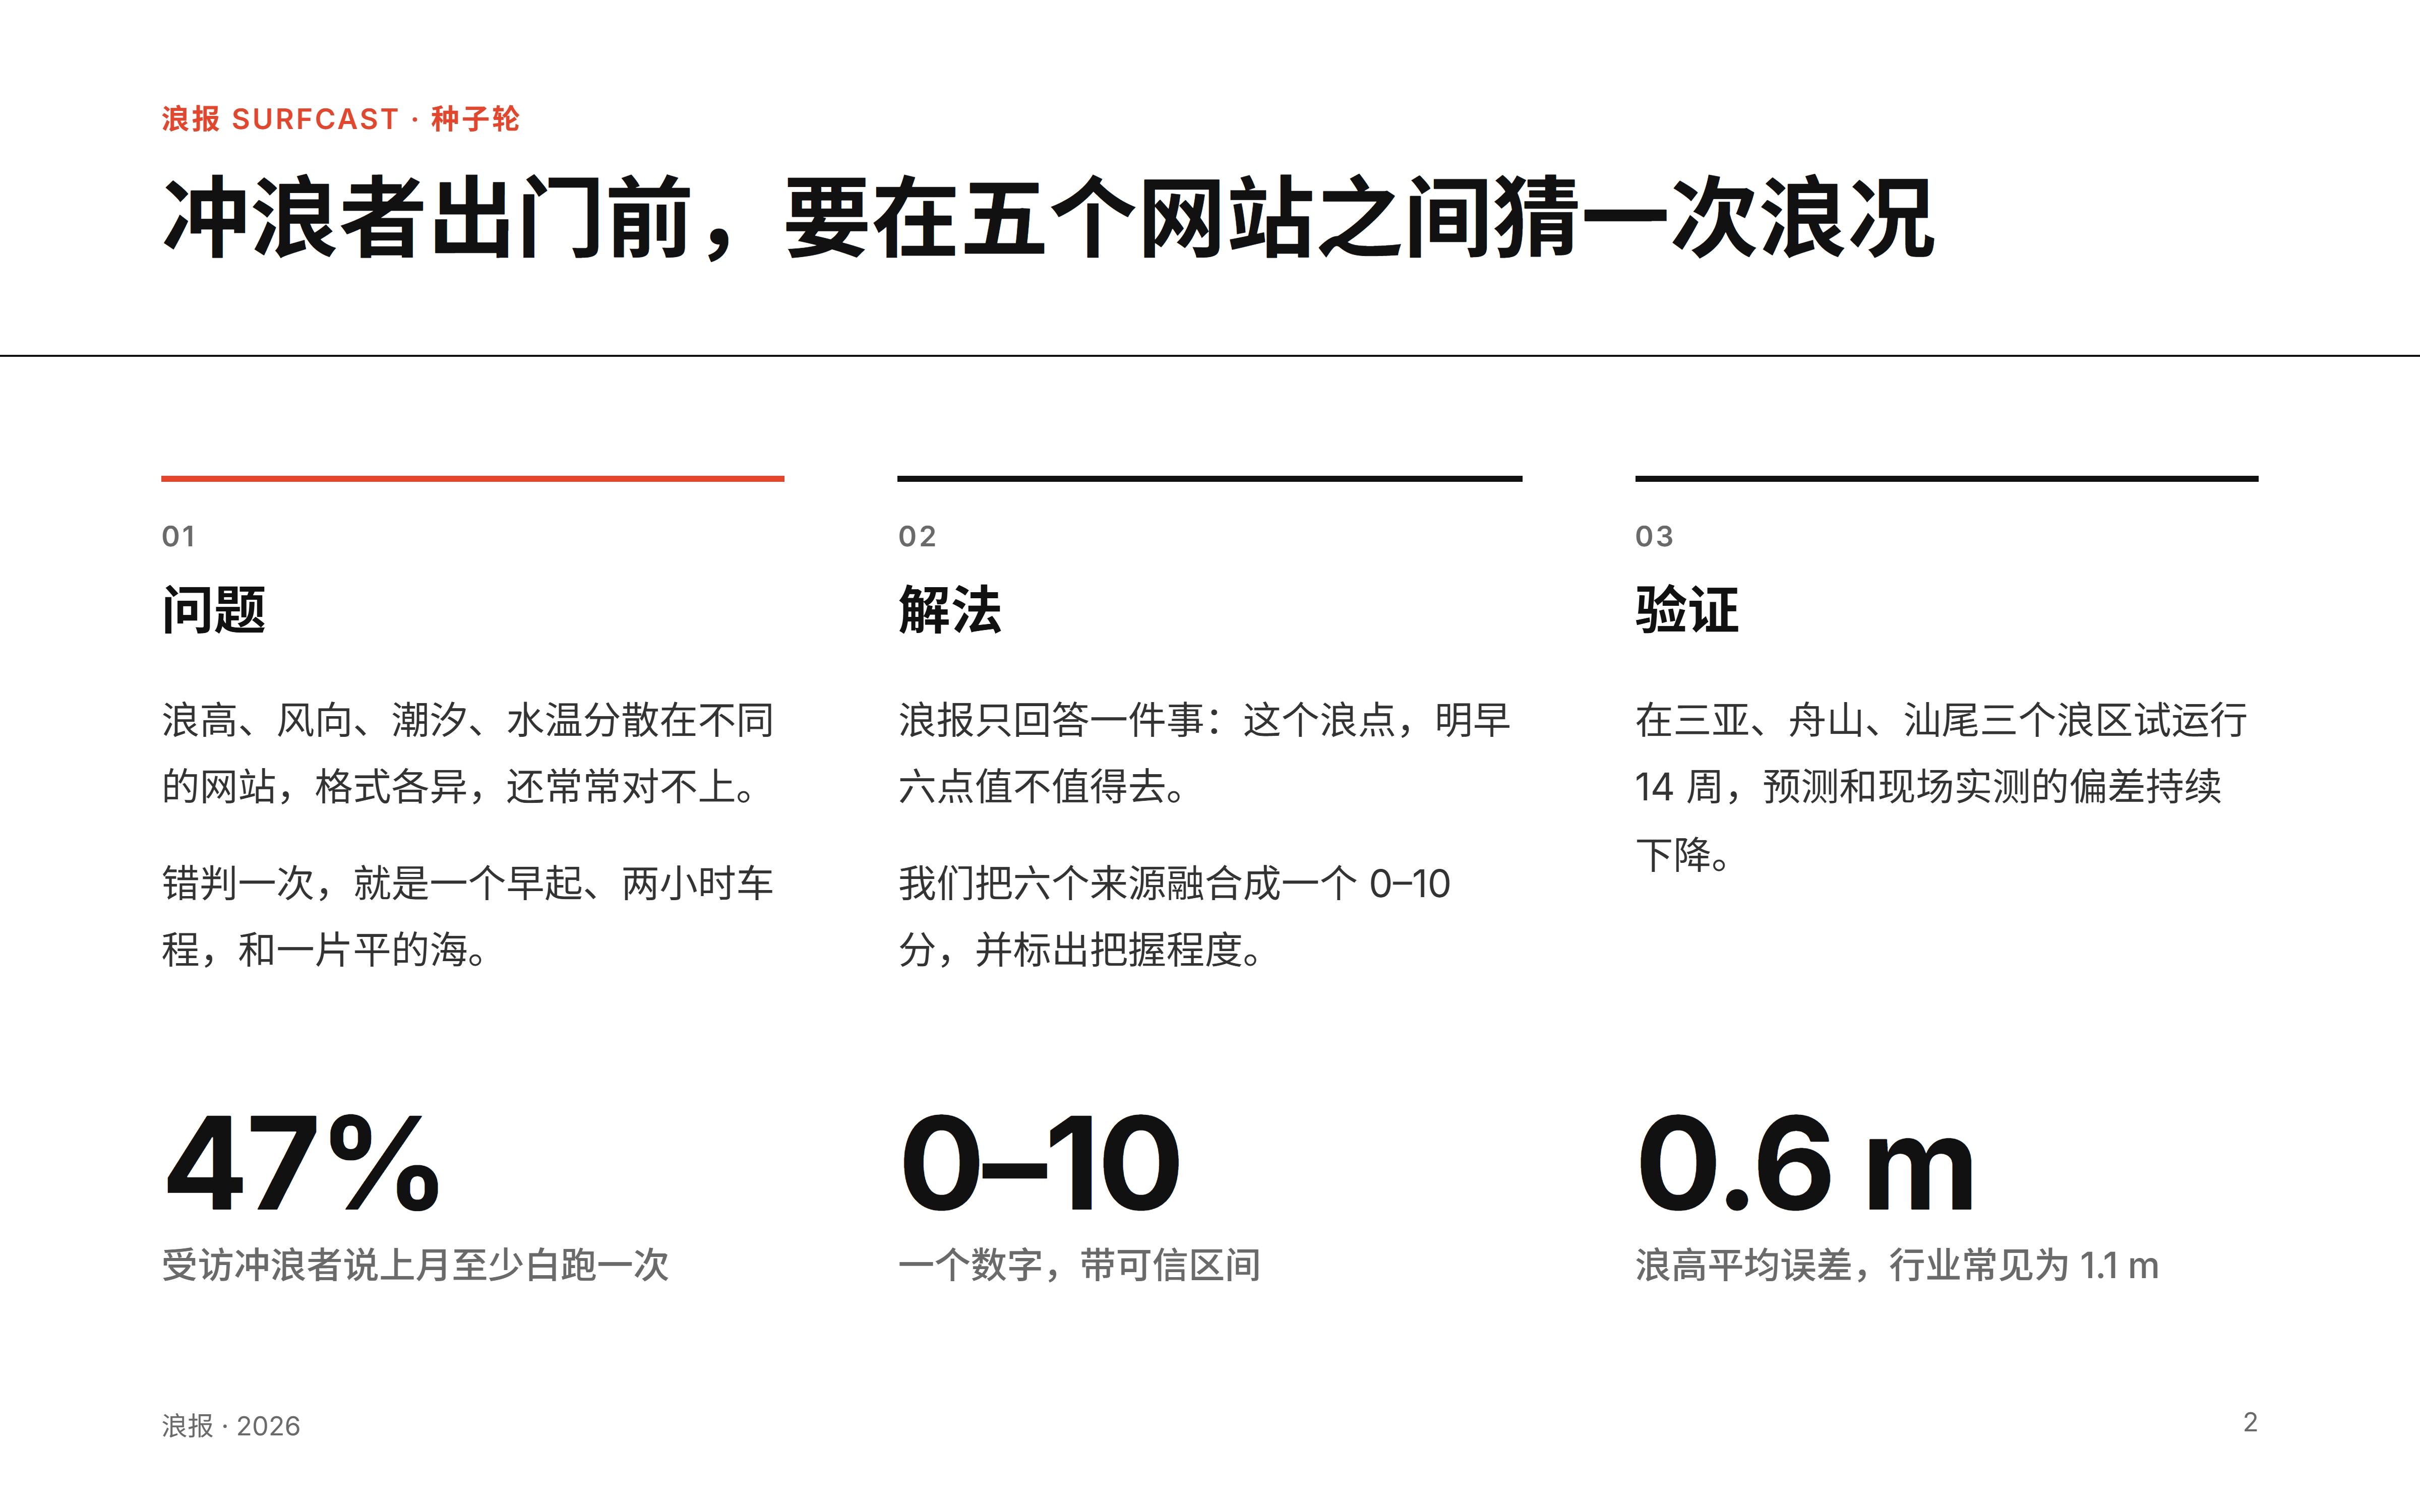 浪报 SURFCAST · 种子轮
冲浪者出门前，要在五个网站之间猜一次浪况
01
问题
浪高、风向、潮汐、水温分散在不同
的网站，格式各异，还常常对不上。
错判一次，就是一个早起、两小时车
程，和一片平的海。
47%
受访冲浪者说上月至少白跑一次
02
解法
浪报只回答一件事：这个浪点，明早
六点值不值得去。
我们把六个来源融合成一个 0–10
分，并标出把握程度。
0–10
一个数字，带可信区间
03
验证
在三亚、舟山、汕尾三个浪区试运行
14 周，预测和现场实测的偏差持续
下降。
0.6 m
浪高平均误差，行业常见为 1.1 m
浪报 · 2026
2